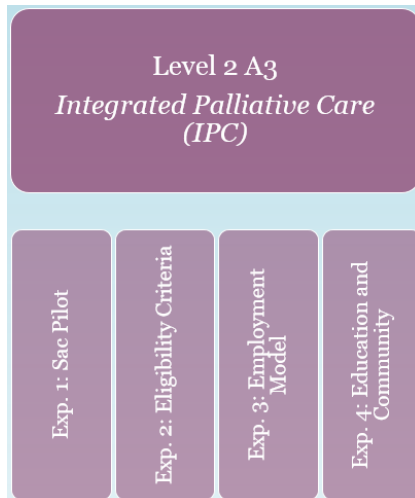 Level 2 A3
Integrated Palliative Care
(IPC)
Exp. 1: Sac Pilot
Exp. 2: Eligibility Criteria
Exp. 3: Employment
Model
Exp. 4: Education and
Community